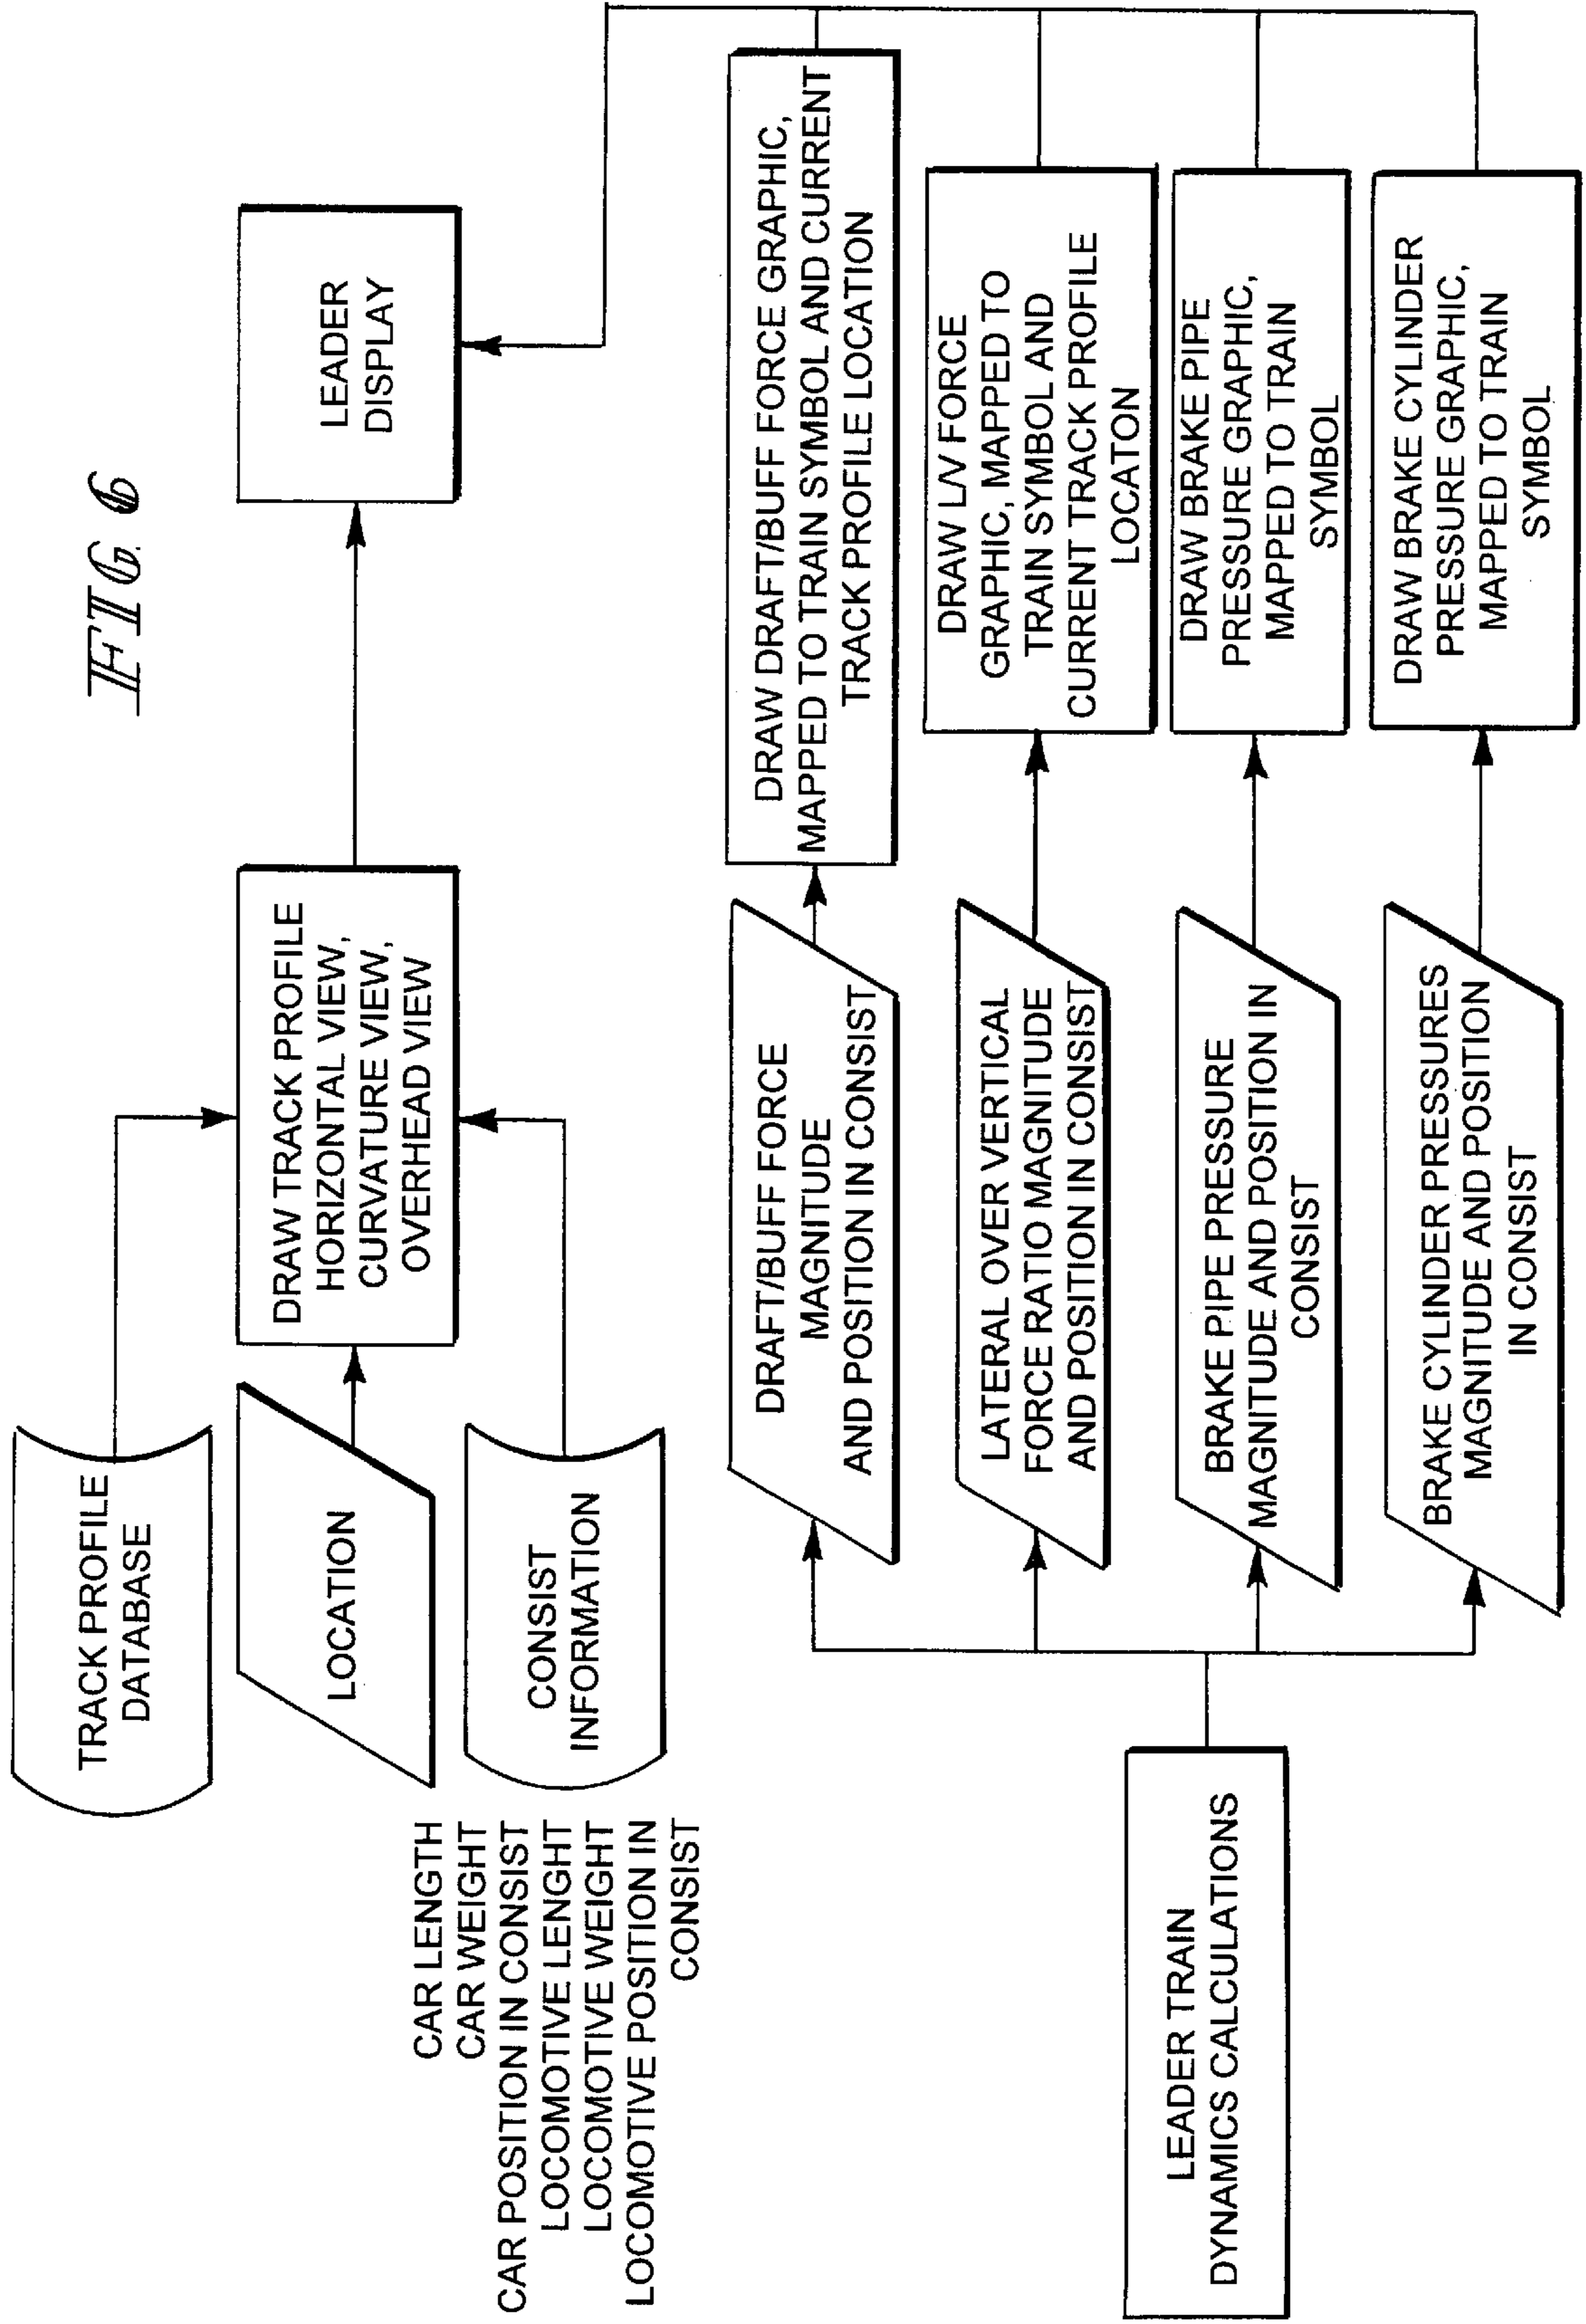 FIG. 6
TRACK PROFILE
DATABASE
LOCATION
CONSIST
INFORMATION
CAR LENGTH
CAR WEIGHT
CAR POSITION IN CONSIST
LOCOMOTIVE LENGHT
LOCOMOTIVE WEIGHT
LOCOMOTIVE POSITION IN
CONSIST
DRAW TRACK PROFILE
HORIZONTAL VIEW,
CURVATURE VIEW,
OVERHEAD VIEW
LEADER
DISPLAY
LEADER TRAIN
DYNAMICS CALCULATIONS
DRAFT/BUFF FORCE
MAGNITUDE
AND POSITION IN CONSIST
DRAW DRAFT/BUFF FORCE GRAPHIC,
MAPPED TO TRAIN SYMBOL AND CURRENT
TRACK PROFILE LOCATION
LATERAL OVER VERTICAL
FORCE RATIO MAGNITUDE
AND POSITION IN CONSIST
DRAW L/V FORCE
GRAPHIC, MAPPED TO
TRAIN SYMBOL AND
CURRENT TRACK PROFILE
LOCATON
BRAKE PIPE PRESSURE
MAGNITUDE AND POSITION IN
CONSIST
DRAW BRAKE PIPE
PRESSURE GRAPHIC,
MAPPED TO TRAIN
SYMBOL
BRAKE CYLINDER PRESSURES
MAGNITUDE AND POSITION
IN CONSIST
DRAW BRAKE CYLINDER
PRESSURE GRAPHIC,
MAPPED TO TRAIN
SYMBOL